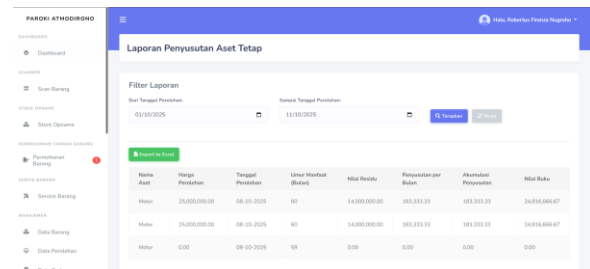 PAROKI ATMODIRONO
Halo, Robertus Firenza Nugroho
DASHBOARD
Dashboard
SCANNER
Scan Barang
STOCK OPNAME
Stock Opname
PERMOHONAN TAMBAH BARANG
Permohonan
Barang
SERVIS BARANG
Service Barang
MANAJEMEN
Data Barang
Data Perolehan
Laporan Penyusutan Aset Tetap
Filter Laporan
Dari Tanggal Perolehan:
Sampai Tanggal Perolehan:
01/10/2025
11/10/2025
Terapkan
Reset
Export ke Excel
Nama Aset Harga Perolehan Tanggal Perolehan Umur Manfaat (Bulan) Nilai Residu Penyusutan per Bulan Akumulasi Penyusutan Nilai Buku
Motor 25,000,000.00 08-10-2025 60 14,000,000.00 183,333.33 183,333.33 24,816,666.67
Motor 25,000,000.00 08-10-2025 60 14,000,000.00 183,333.33 183,333.33 24,816,666.67
Motor 0.00 08-10-2025 59 0.00 0.00 0.00 0.00